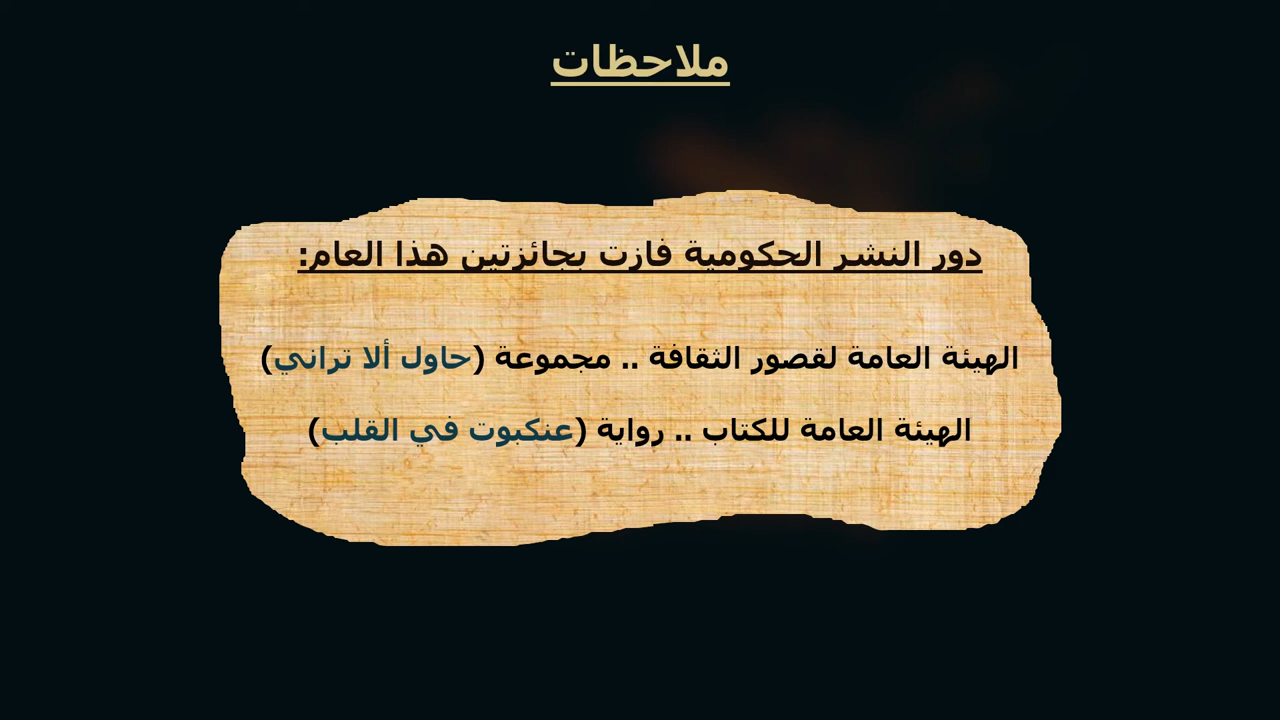 ملاحظات
دور النشر الحكومية فازت بجائزتين هذا العام:
الهيئة العامة لقصور الثقافة .. مجموعة (حاول ألا تراني)
الهيئة العامة للكتاب .. رواية (عنكبوت في القلب)